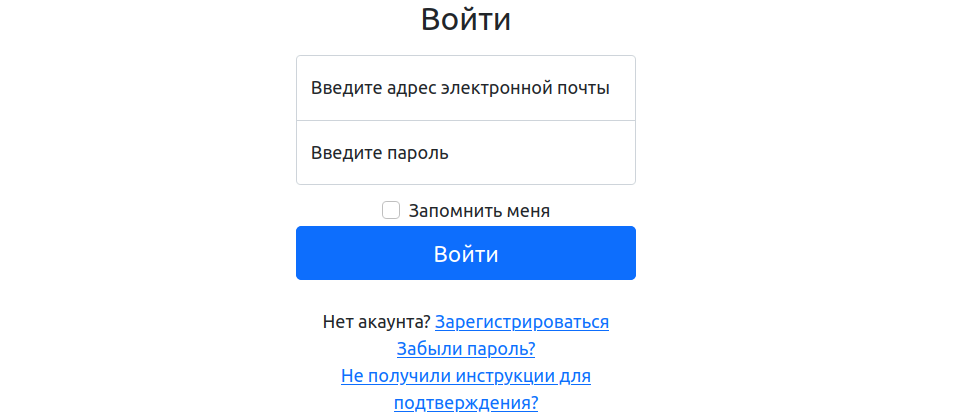 Войти
Введите адрес электронной почты
Введите пароль
Запомнить меня
Войти
Нет акаунта? Зарегистрироваться
Забыли пароль?
Не получили инструкции для
подтверждения?